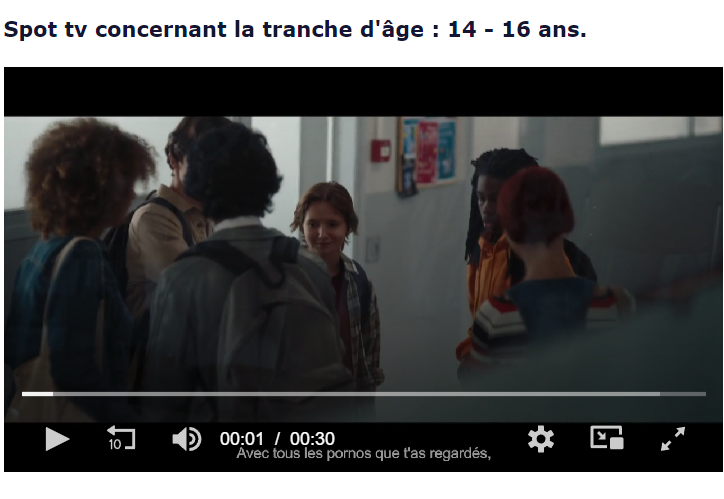 Spot tv concernant la tranche d'âge : 14 - 16 ans.
10
00:01 / 00:30
Avec tous les pornos que t'as regardés,